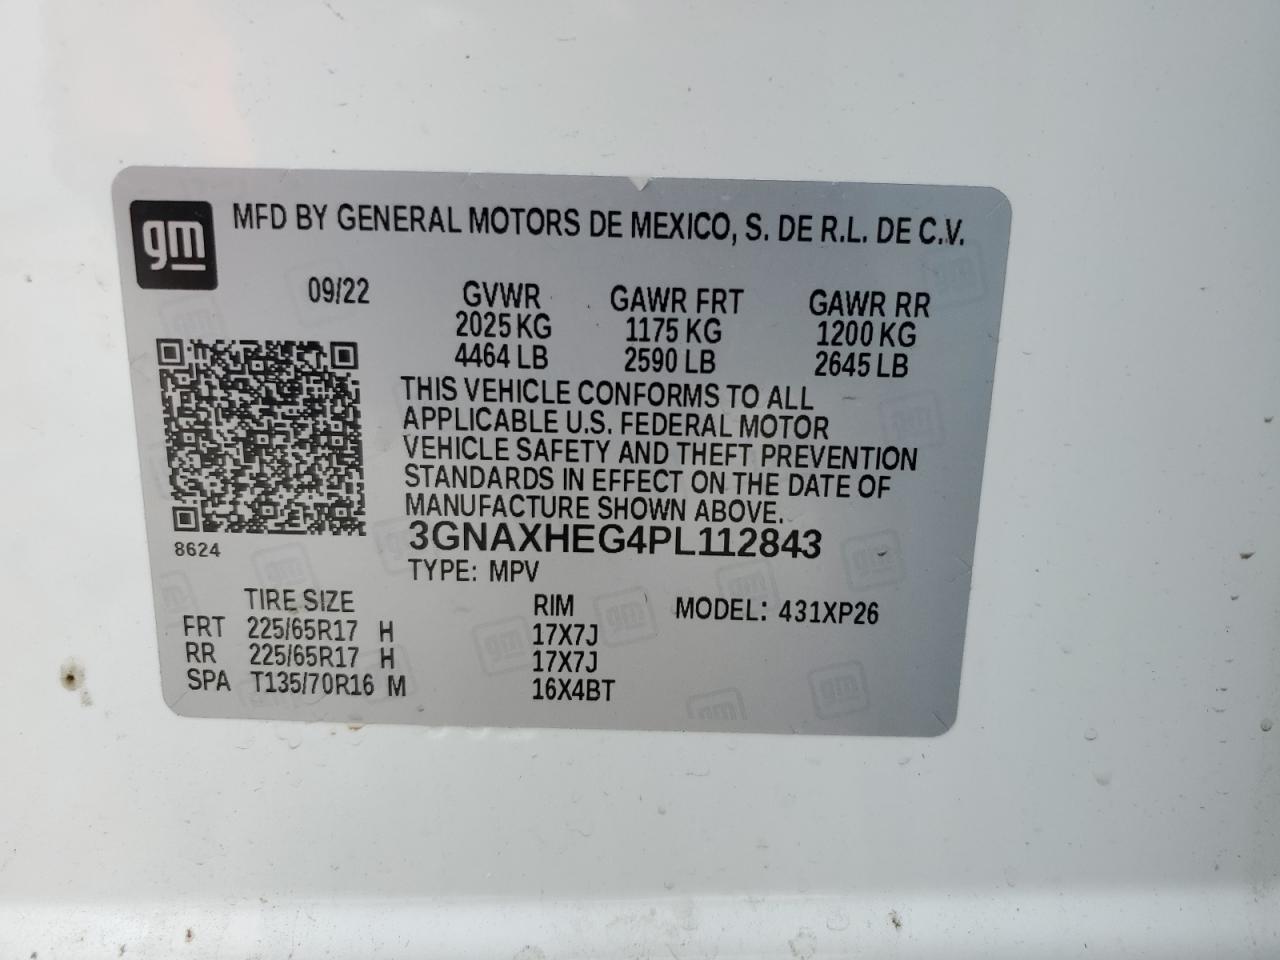 gm
MFD BY GENERAL MOTORS DE MEXICO, S. DE R.L. DE C.V.
09/22 GVWR GAWR FRT GAWR RR
2025 KG 1175 KG 1200 KG
4464 LB 2590 LB 2645 LB
THIS VEHICLE CONFORMS TO ALL
APPLICABLE U.S. FEDERAL MOTOR
VEHICLE SAFETY AND THEFT PREVENTION
STANDARDS IN EFFECT ON THE DATE OF
MANUFACTURE SHOWN ABOVE.
3GNAXHEG4PL112843
8624
TYPE: MPV
TIRE SIZE RIM MODEL: 431XP26
FRT 225/65R17 H 17X7J
RR 225/65R17 H 17X7J
SPA T135/70R16 M 16X4BT